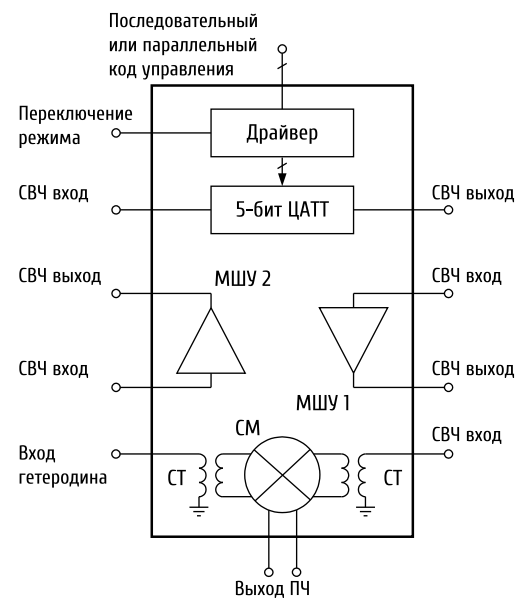 Последовательный
или параллельный
код управления
Переключение
режима
Драйвер
СВЧ вход
5-бит ЦАТТ
СВЧ выход
СВЧ выход
МШУ 2
СВЧ вход
СВЧ вход
СВЧ выход
МШУ 1
СМ
СВЧ вход
Вход
гетеродина
СТ
СТ
Выход ПЧ